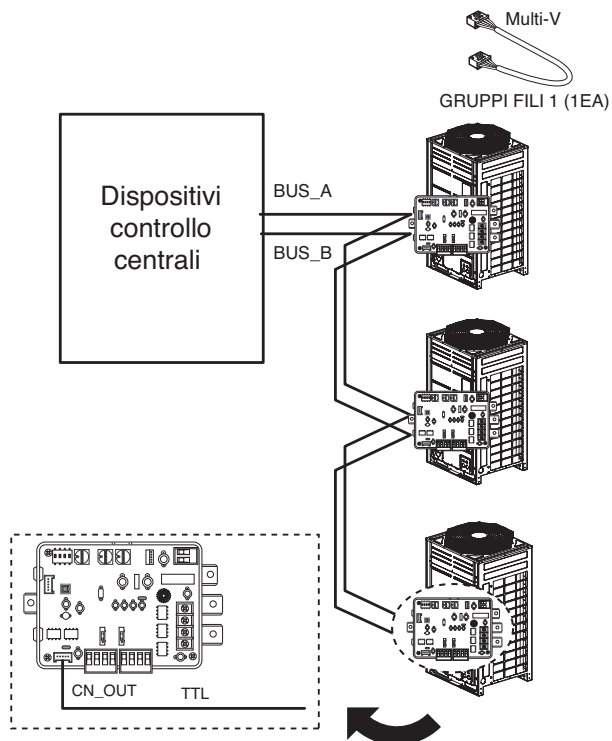 Multi-V
GRUPPI FILI 1 (1EA)
Dispositivi
controllo
centrali
BUS_A
BUS_B
CN_OUT
TTL